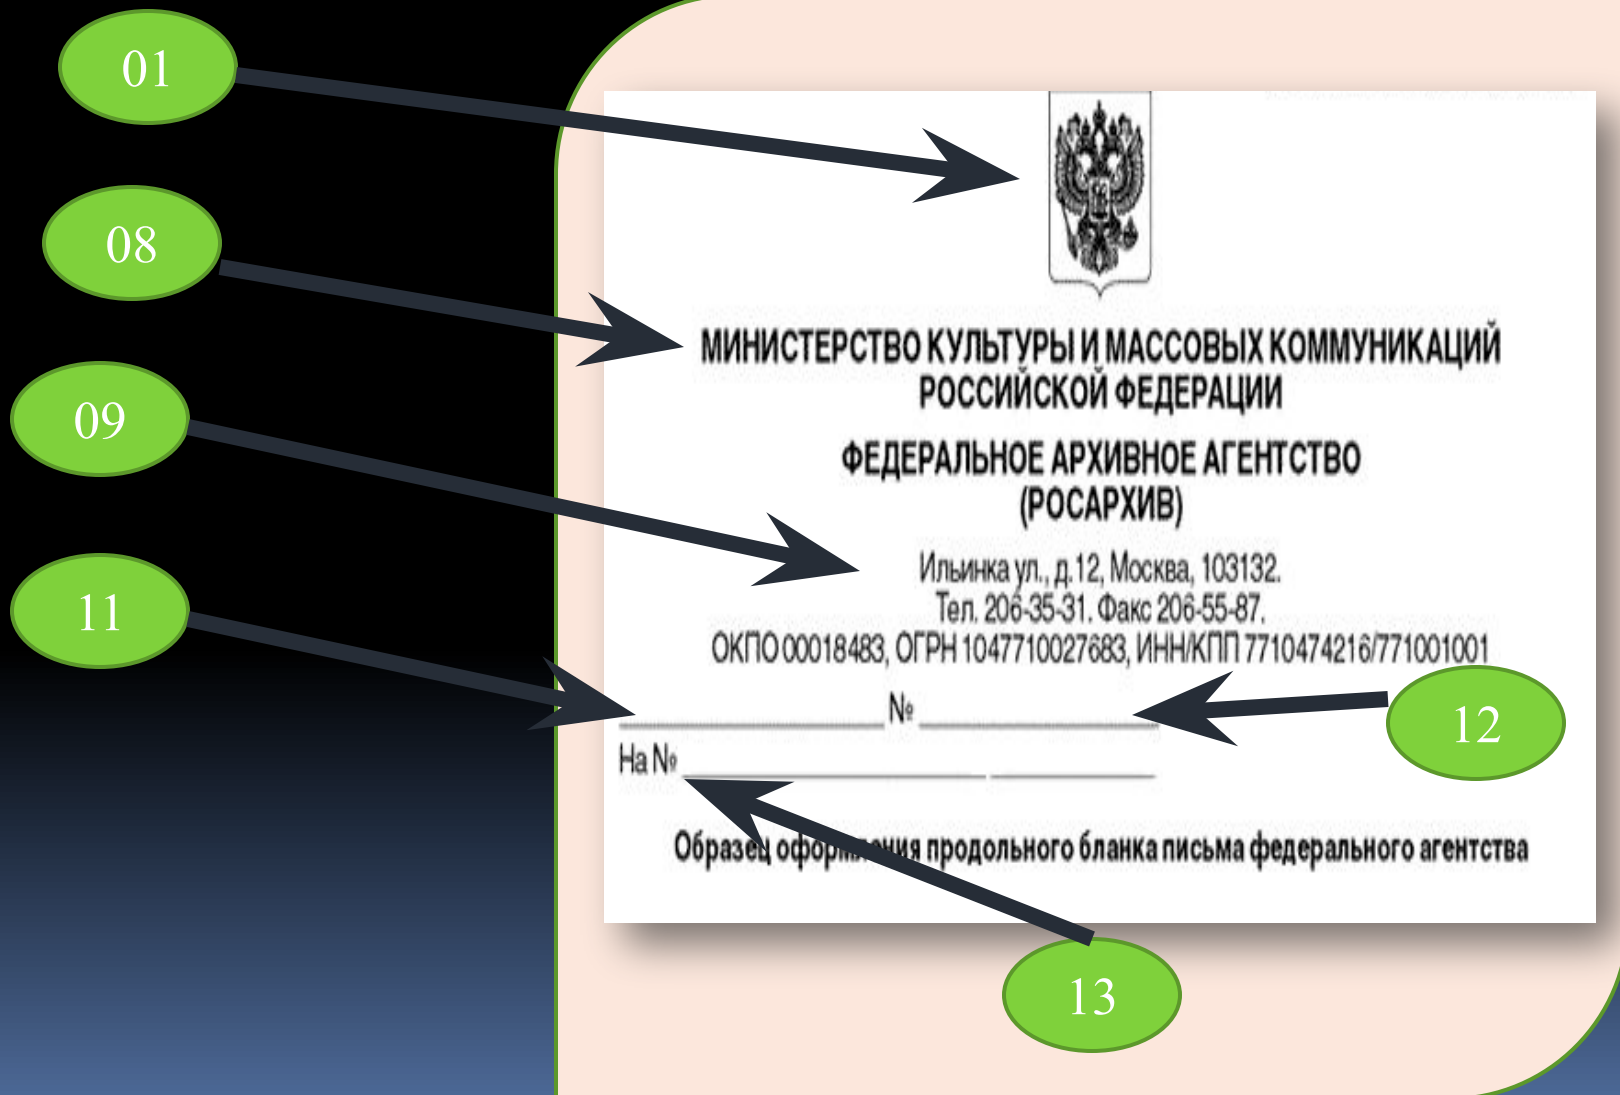 01
08
09
11
МИНИСТЕРСТВО КУЛЬТУРЫ И МАССОВЫХ КОММУНИКАЦИЙ
РОССИЙСКОЙ ФЕДЕРАЦИИ
ФЕДЕРАЛЬНОЕ АРХИВНОЕ АГЕНТСТВО
(РОСАРХИВ)
Ильинка ул., д.12, Москва, 103132.
Тел. 206-35-31. Факс 206-55-87.
ОКПО 00018483, ОГРН 1047710027683, ИНН/КПП 7710474216/771001001
№
12
На №
Образец оформления продольного бланка письма федерального агентства
13